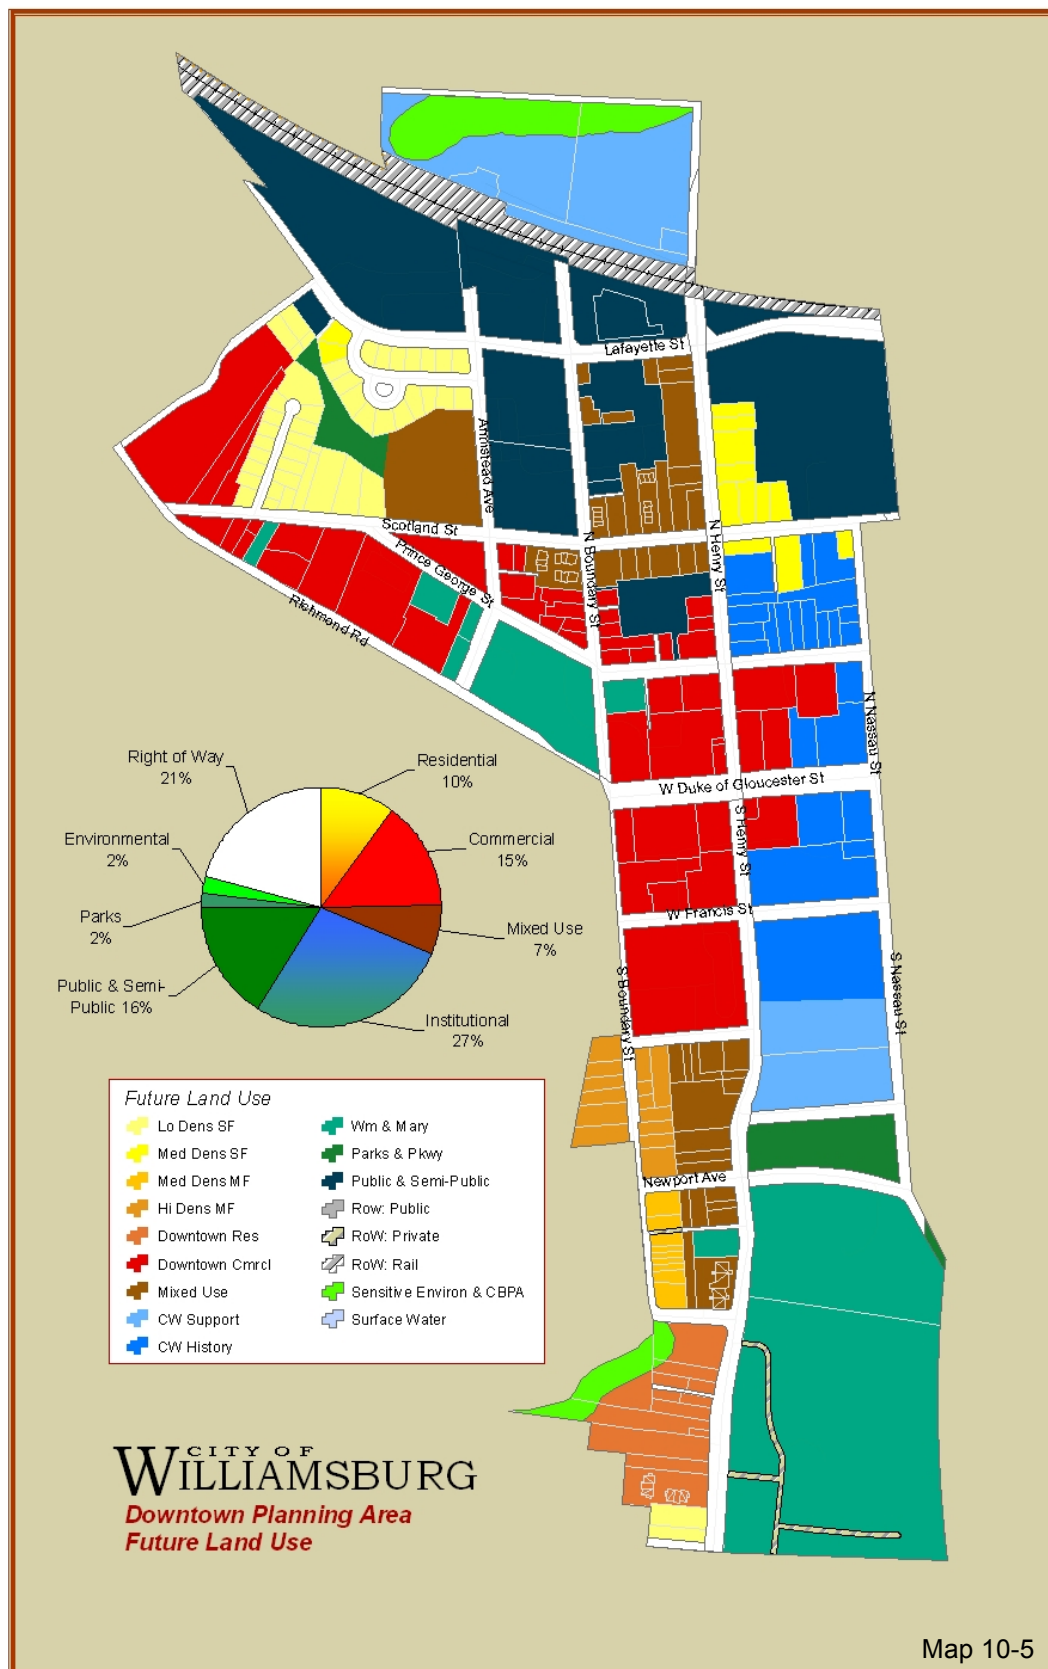 Lafayette St
Armistead Ave
Scotland St
Prince George St
N Boundary St
N Henry St
Richmond Rd
N Nassau St
W Duke of Gloucester St
S Henry St
W Francis St
S Boundary St
S Nassau St
Newport Ave
Right of Way
21%
Residential
10%
Environmental
2%
Commercial
15%
Parks
2%
Mixed Use
7%
Public & Semi-
Public 16%
Institutional
27%
Future Land Use
Lo Dens SF
Med Dens SF
Med Dens MF
Hi Dens MF
Downtown Res
Downtown Cmrcl
Mixed Use
CW Support
CW History
Wm & Mary
Parks & Pkwy
Public & Semi-Public
Row: Public
RoW: Private
RoW: Rail
Sensitive Environ & CBPA
Surface Water
CITY OF
WILLIAMSBURG
Downtown Planning Area
Future Land Use
Map 10-5